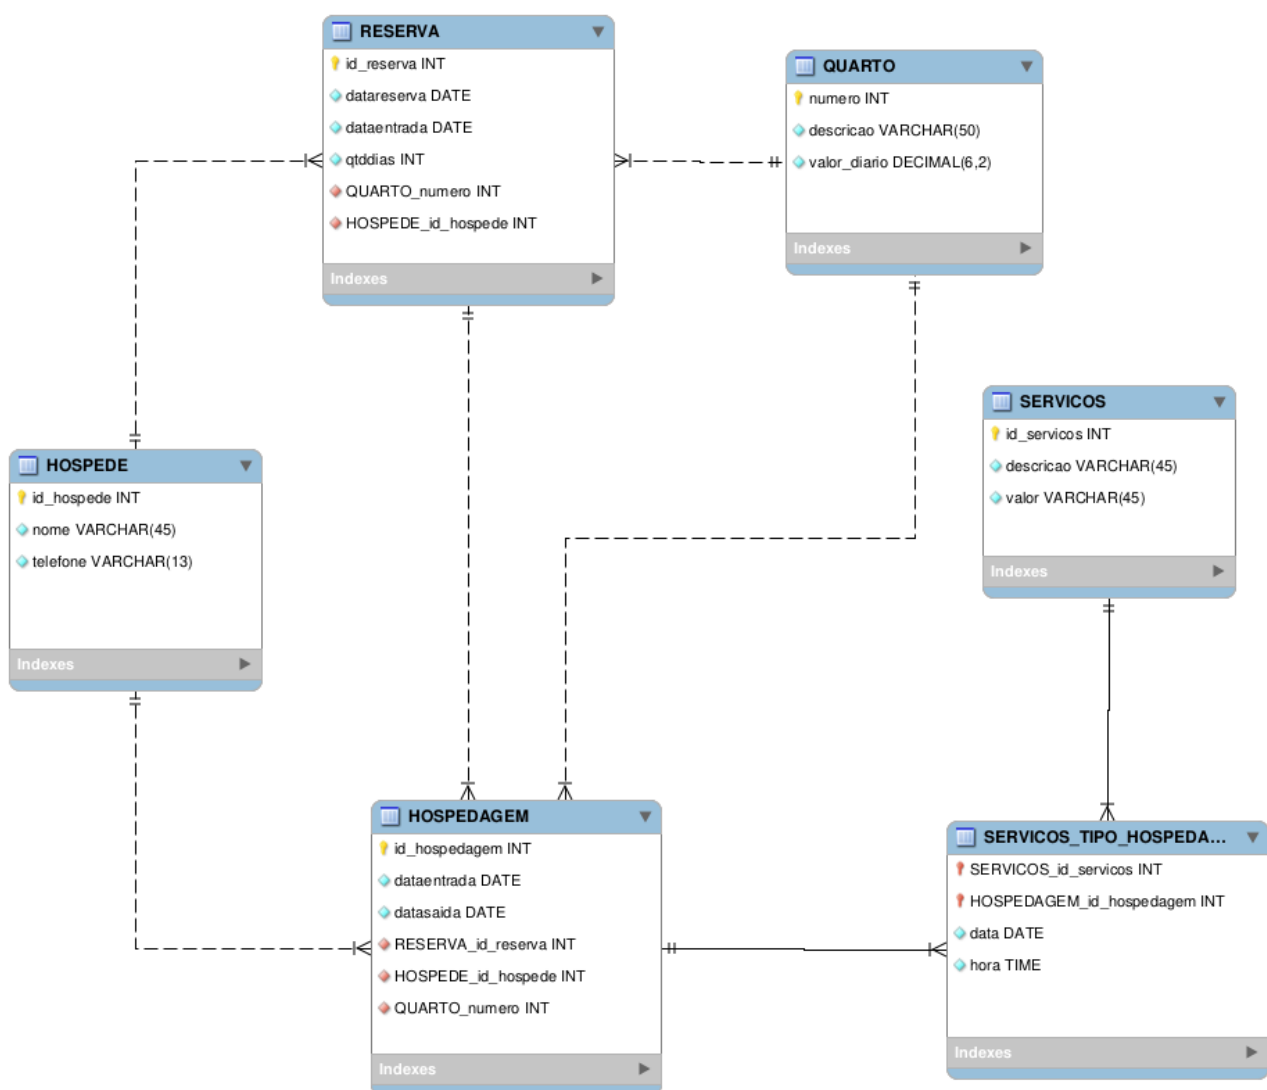 RESERVA
id_reserva INT
datareserva DATE
dataentrada DATE
qtddias INT
QUARTO_numero INT
HOSPEDE_id_hospede INT
Indexes
QUARTO
numero INT
descricao VARCHAR(50)
valor_diario DECIMAL(6,2)
Indexes
SERVICOS
id_servicos INT
descricao VARCHAR(45)
valor VARCHAR(45)
Indexes
HOSPEDE
id_hospede INT
nome VARCHAR(45)
telefone VARCHAR(13)
Indexes
HOSPEDAGEM
id_hospedagem INT
dataentrada DATE
datasaida DATE
RESERVA_id_reserva INT
HOSPEDE_id_hospede INT
QUARTO_numero INT
Indexes
SERVICOS_TIPO_HOSPEDA...
SERVICOS_id_servicos INT
HOSPEDAGEM_id_hospedagem INT
data DATE
hora TIME
Indexes